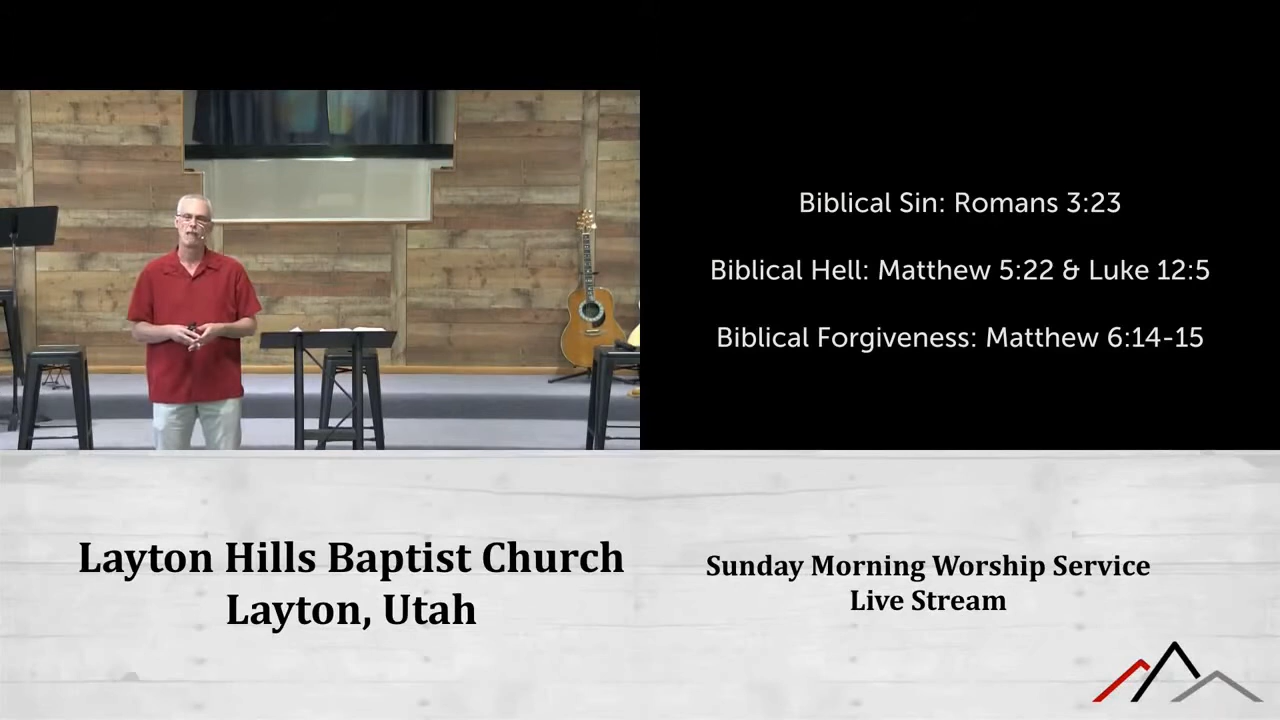 Biblical Sin: Romans 3:23
Biblical Hell: Matthew 5:22 & Luke 12:5
Biblical Forgiveness: Matthew 6:14-15
Layton Hills Baptist Church
Layton, Utah
Sunday Morning Worship Service
Live Stream